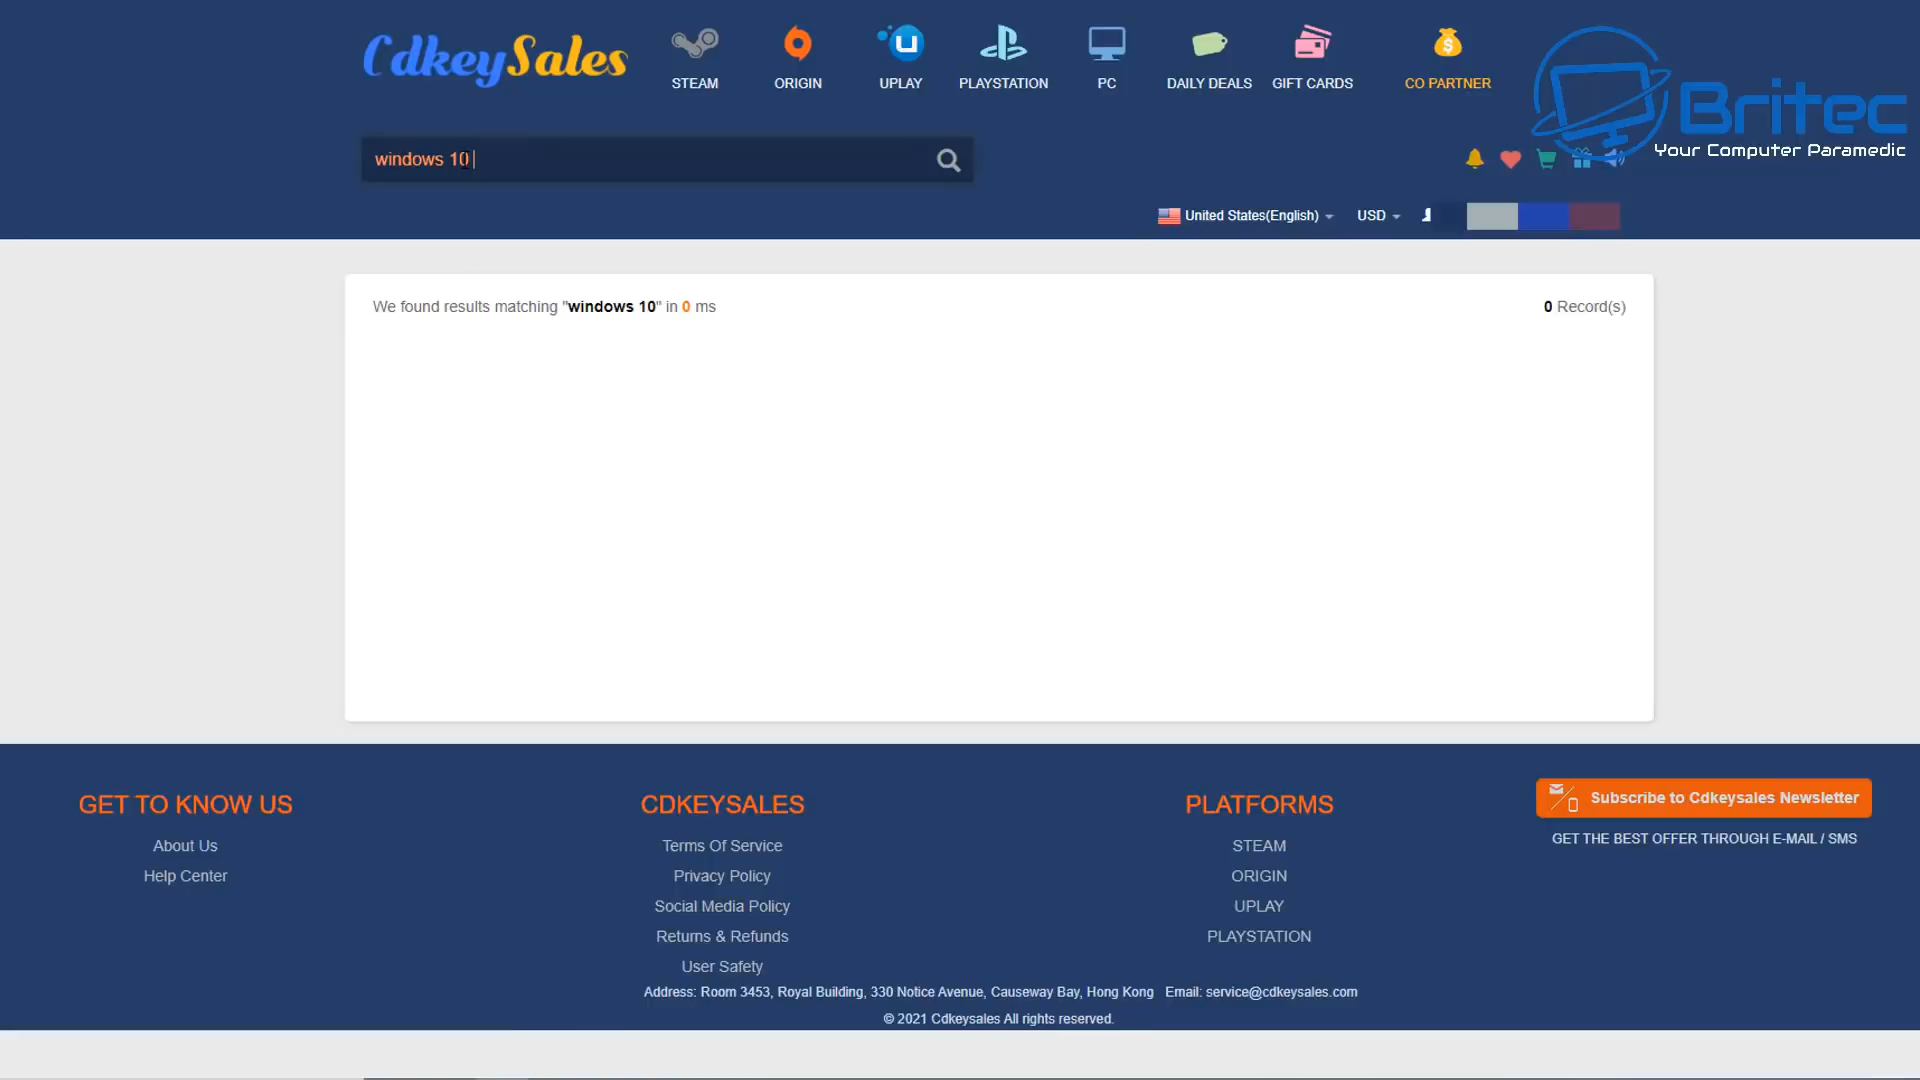 CdkeySales
STEAM
ORIGIN
UPLAY
PLAYSTATION
PC
DAILY DEALS
GIFT CARDS
CO PARTNER
Britec
Your Computer Paramedic
windows 10
United States(English)
USD
We found results matching "windows 10" in 0 ms
0 Record(s)
GET TO KNOW US
About Us
Help Center
CDKEYSALES
Terms Of Service
Privacy Policy
Social Media Policy
Returns & Refunds
User Safety
PLATFORMS
STEAM
ORIGIN
UPLAY
PLAYSTATION
Subscribe to Cdkeysales Newsletter
GET THE BEST OFFER THROUGH E-MAIL / SMS
Address: Room 3453, Royal Building, 330 Notice Avenue, Causeway Bay, Hong Kong Email: service@cdkeysales.com
© 2021 Cdkeysales All rights reserved.